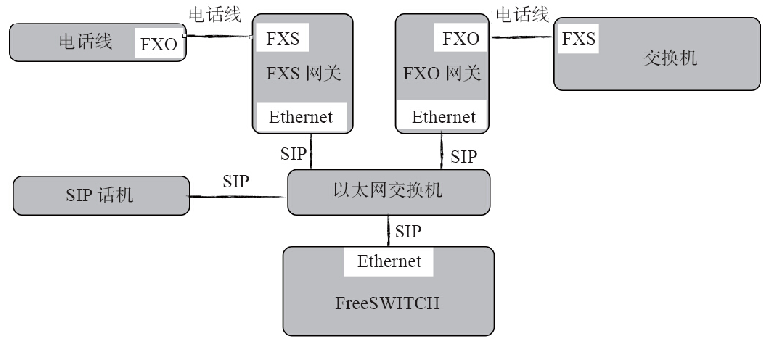 电话线
电话线
电话线 FXO
FXS
FXS 网关
Ethernet
FXO
FXO 网关
Ethernet
FXS
交换机
SIP
SIP
SIP 话机
SIP
以太网交换机
SIP
Ethernet
FreeSWITCH